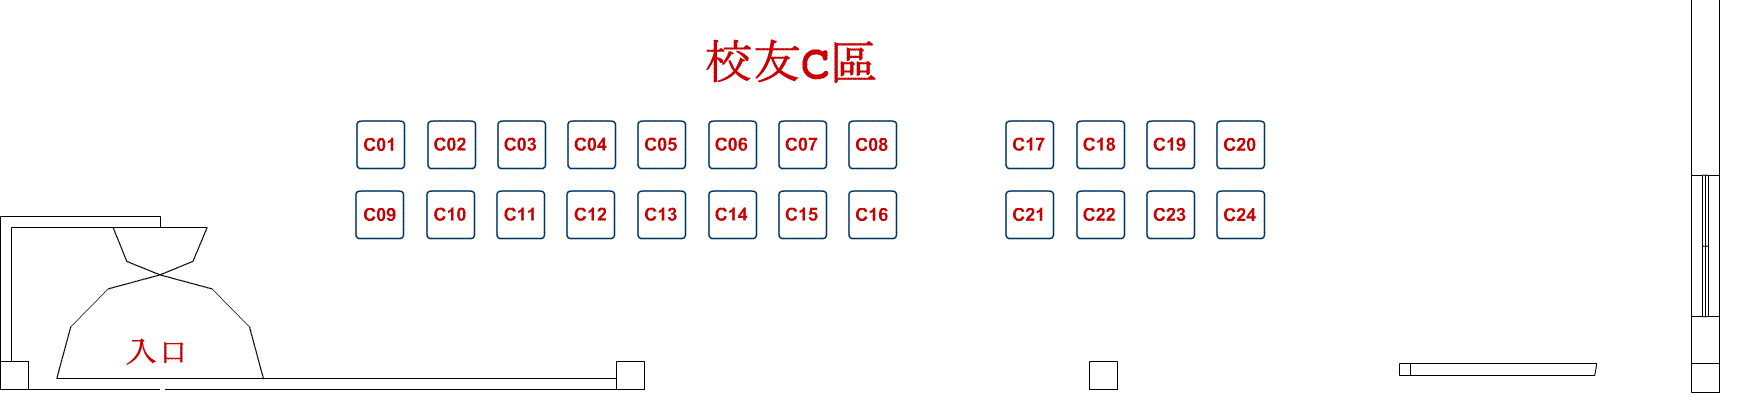 校友C區
C01 C02 C03 C04 C05 C06 C07 C08 C17 C18 C19 C20
C09 C10 C11 C12 C13 C14 C15 C16 C21 C22 C23 C24
入口